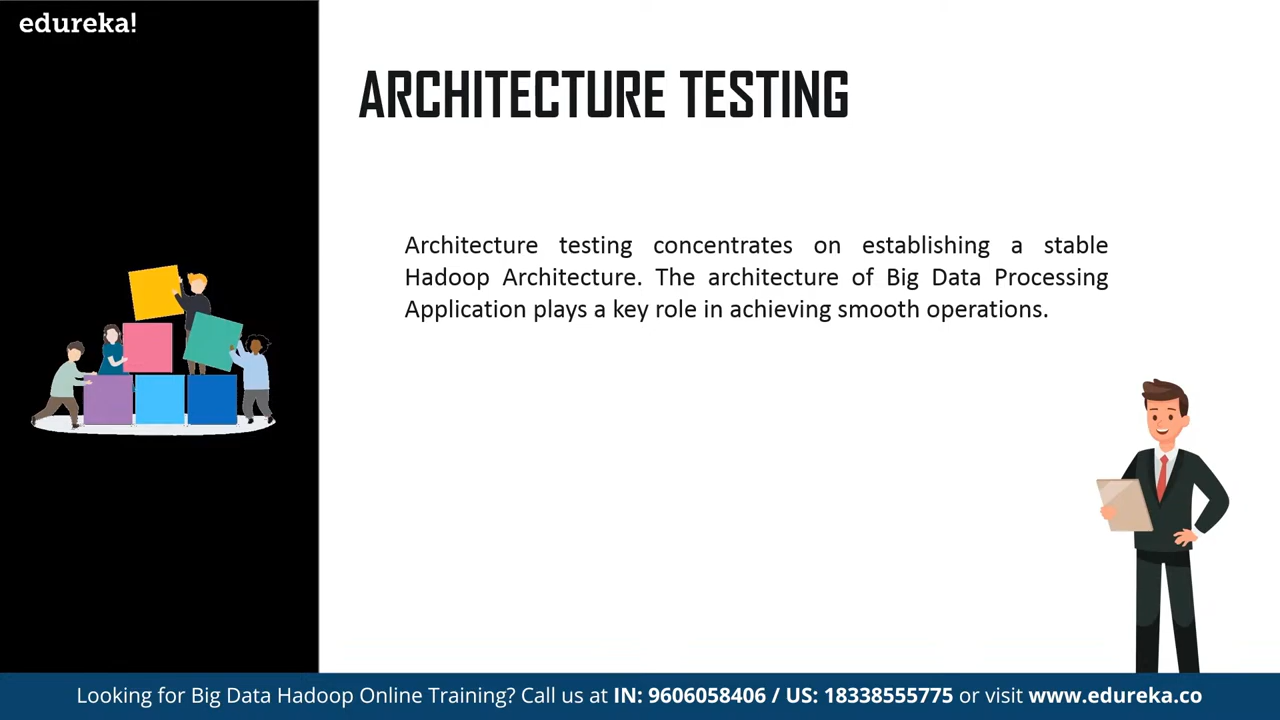 edureka!
ARCHITECTURE TESTING
Architecture testing concentrates on establishing a stable
Hadoop Architecture. The architecture of Big Data Processing
Application plays a key role in achieving smooth operations.
Looking for Big Data Hadoop Online Training? Call us at IN: 9606058406 / US: 18338555775 or visit www.edureka.co